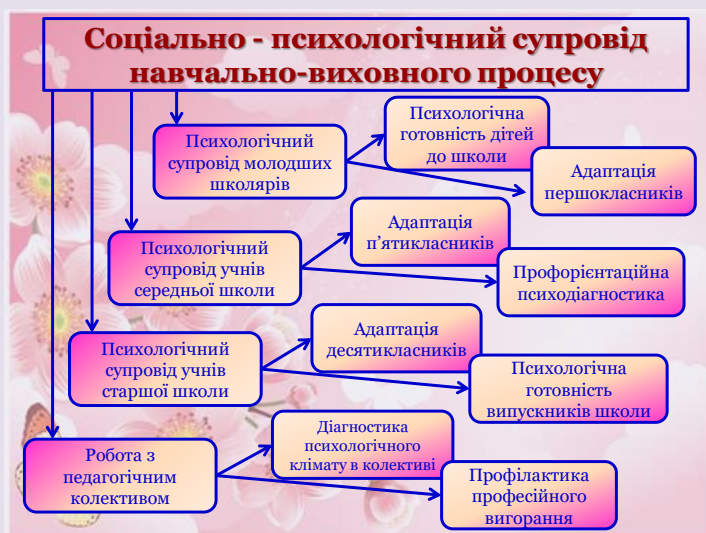 Соціально - психологічний супровід
навчально-виховного процесу
Психологічний
супровід молодших
школярів
Психологічна
готовність дітей
до школи
Адаптація
першокласників
Психологічний
супровід учнів
середньої школи
Адаптація
п’ятикласників
Профорієнтаційна
психодіагностика
Психологічний
супровід учнів
старшої школи
Адаптація
десятикласників
Психологічна
готовність
випускників школи
Робота з
педагогічним
колективом
Діагностика
психологічного
клімату в колективі
Профілактика
професійного
вигорання